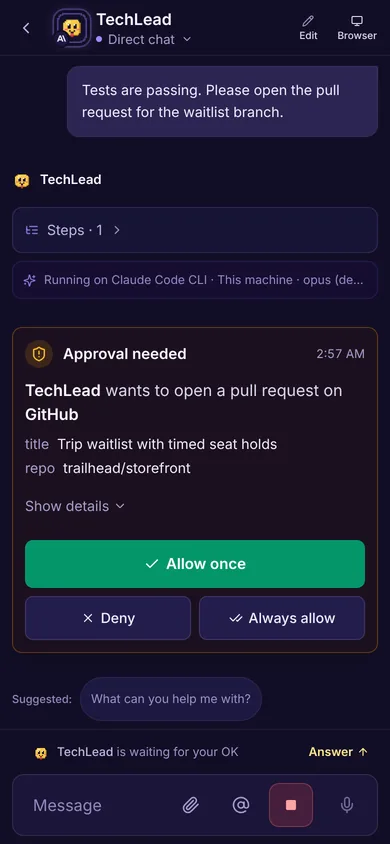 TechLead
Direct chat
Edit
Browser
Tests are passing. Please open the pull
request for the waitlist branch.
TechLead
Steps · 1
Running on Claude Code CLI · This machine · opus (de...
Approval needed
2:57 AM
TechLead wants to open a pull request on
GitHub
title Trip waitlist with timed seat holds
repo trailhead/storefront
Show details
Allow once
Deny
Always allow
Suggested:
What can you help me with?
TechLead is waiting for your OK
Answer ↑
Message